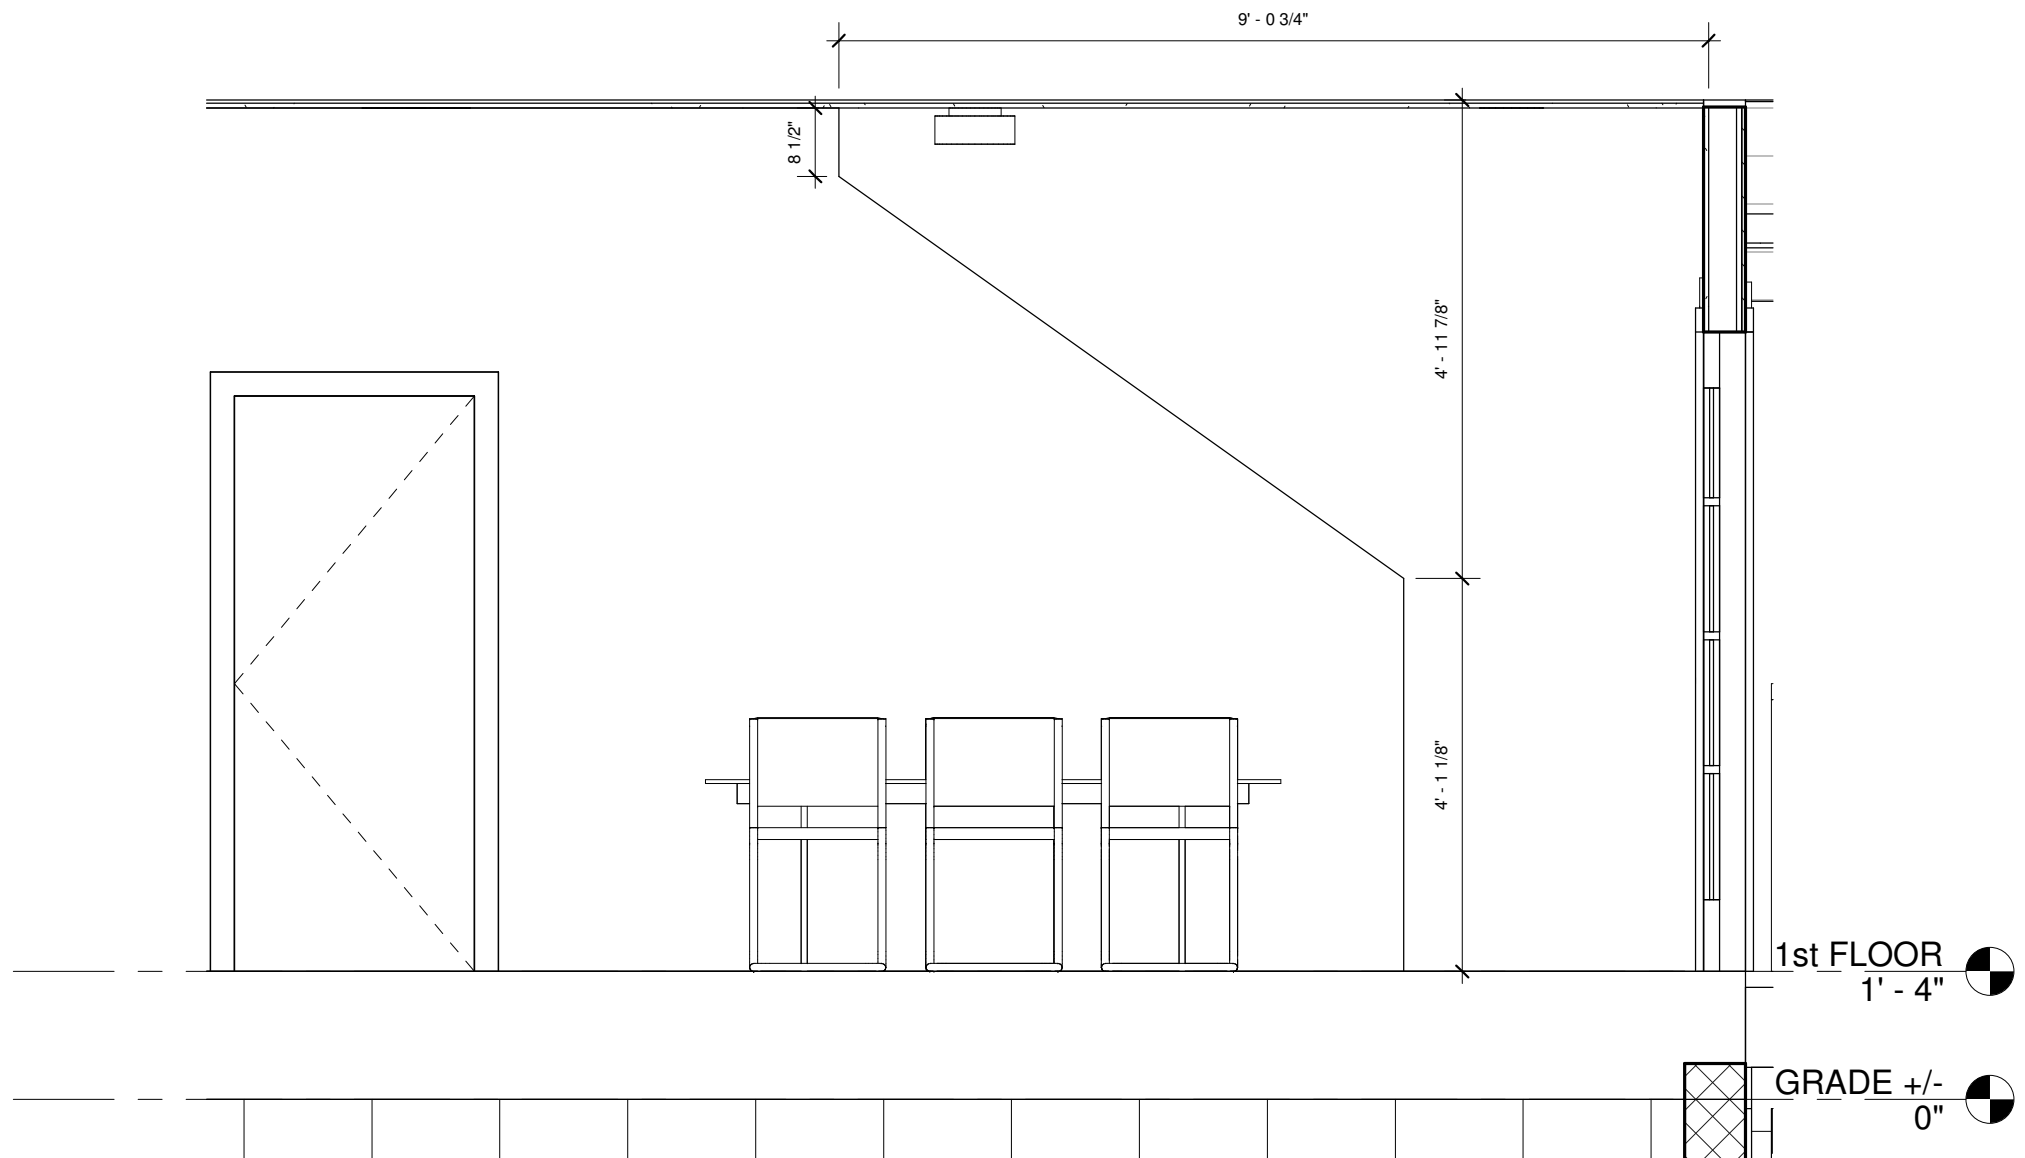 9' - 0 3/4"
8 1/2"
4' - 11 7/8"
4' - 1 1/8"
1st FLOOR
1' - 4"
GRADE +/-
0"